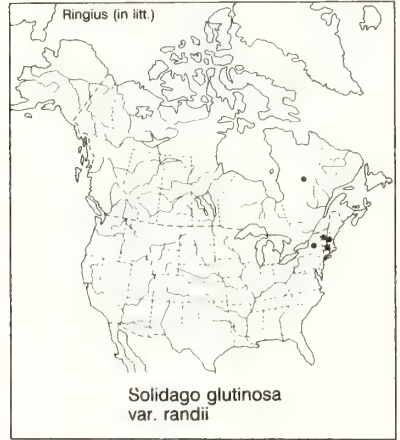 Ringius (in litt.)
Solidago glutinosa
var. randii